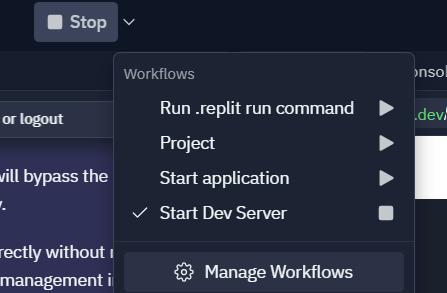 Stop
Workflows
onsol
Run .replit run command
.dev/
or logout
Project
will bypass the
Start application
y.
Start Dev Server
rectly without
management i
Manage Workflows